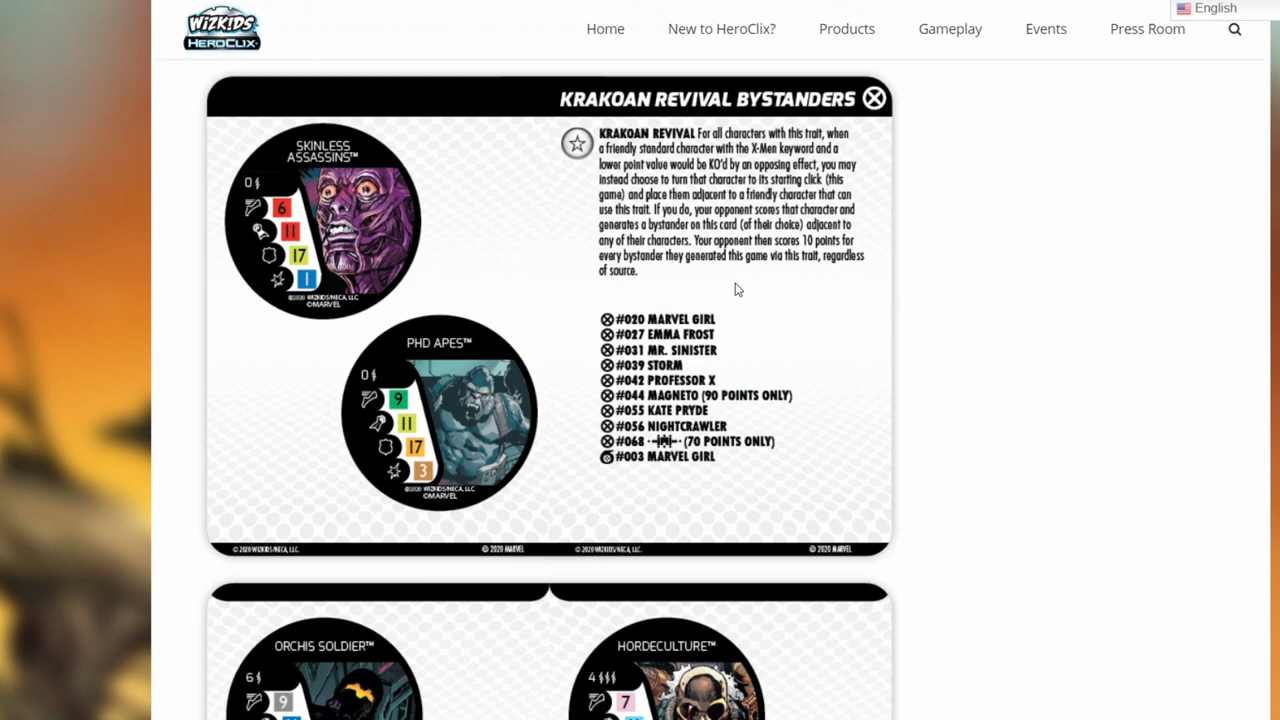 WIZKIDS
HEROCLIX
Home
New to HeroClix?
Products
Gameplay
Events
Press Room
English
KRAKOAN REVIVAL BYSTANDERS
SKINLESS
ASSASSINS™
0
6
11
17
1
©2020 WIZKIDS/NECA, LLC.
©MARVEL
KRAKOAN REVIVAL For all characters with this trait, when
a friendly standard character with the X-Men keyword and a
lower point value would be KO'd by an opposing effect, you may
instead choose to turn that character to its starting click (this
game) and place them adjacent to a friendly character that can
use this trait. If you do, your opponent scores that character and
generates a bystander on this card (of their choice) adjacent to
any of their characters. Your opponent then scores 10 points for
every bystander they generated this game via this trait, regardless
of source.
PHD APES™
0
9
11
17
3
©2020 WIZKIDS/NECA, LLC
©MARVEL
#020 MARVEL GIRL
#027 EMMA FROST
#031 MR. SINISTER
#039 STORM
#042 PROFESSOR X
#044 MAGNETO (90 POINTS ONLY)
#055 KATE PRYDE
#056 NIGHTCRAWLER
#068 (70 POINTS ONLY)
#003 MARVEL GIRL
© 2020 WIZKIDS/NECA, LLC.
© 2020 MARVEL
© 2020 WIZKIDS/NECA, LLC.
© 2020 MARVEL
ORCHIS SOLDIER™
6
9
HORDECULTURE™
4
7